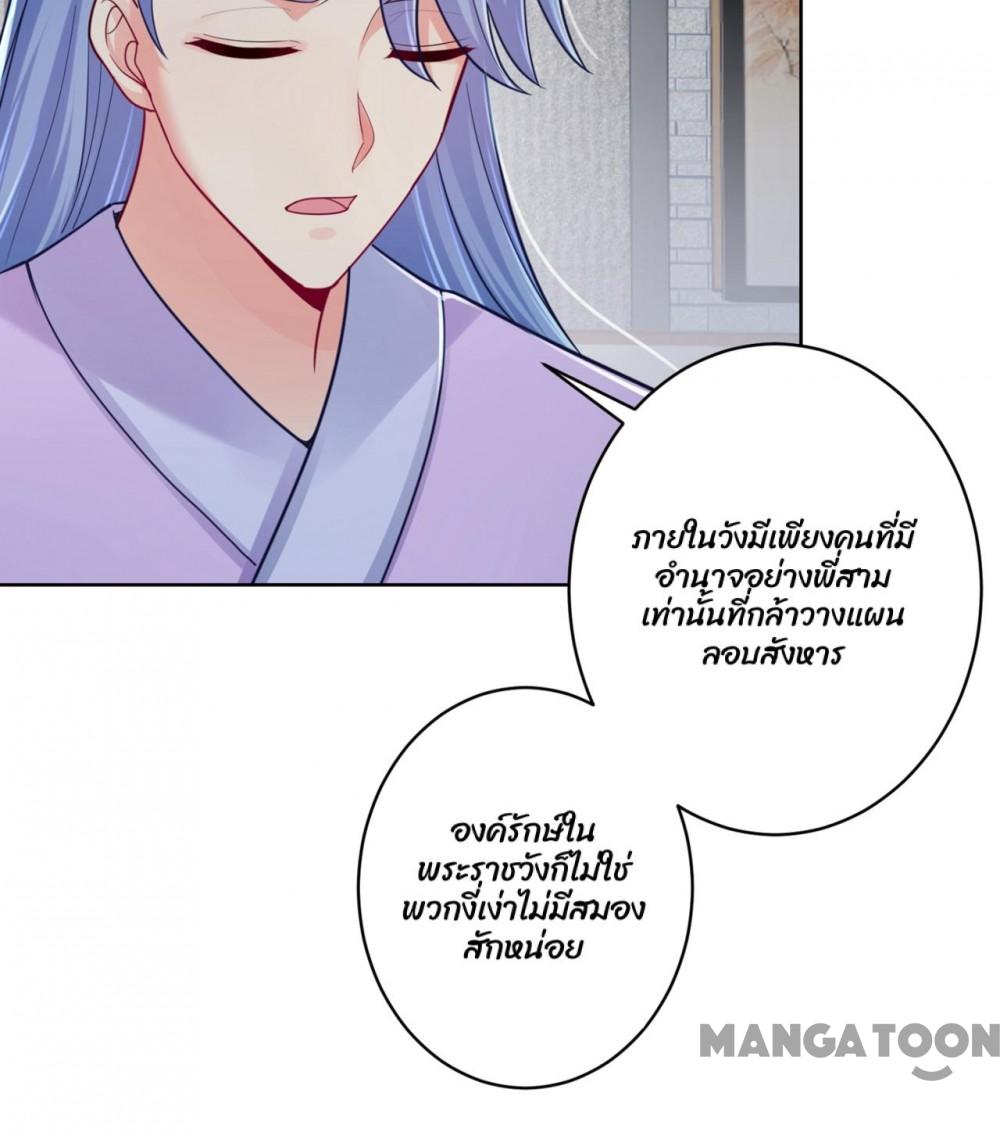 ภายในวังมีเพียงคนที่มี
อำนาจอย่างพี่สาม
เท่านั้นที่กล้าวางแผน
ลอบสังหาร
องค์รักษ์ใน
พระราชวังก็ไม่ใช่
พวกงี่เง่าไม่มีสมอง
สักหน่อย
MANGATOON